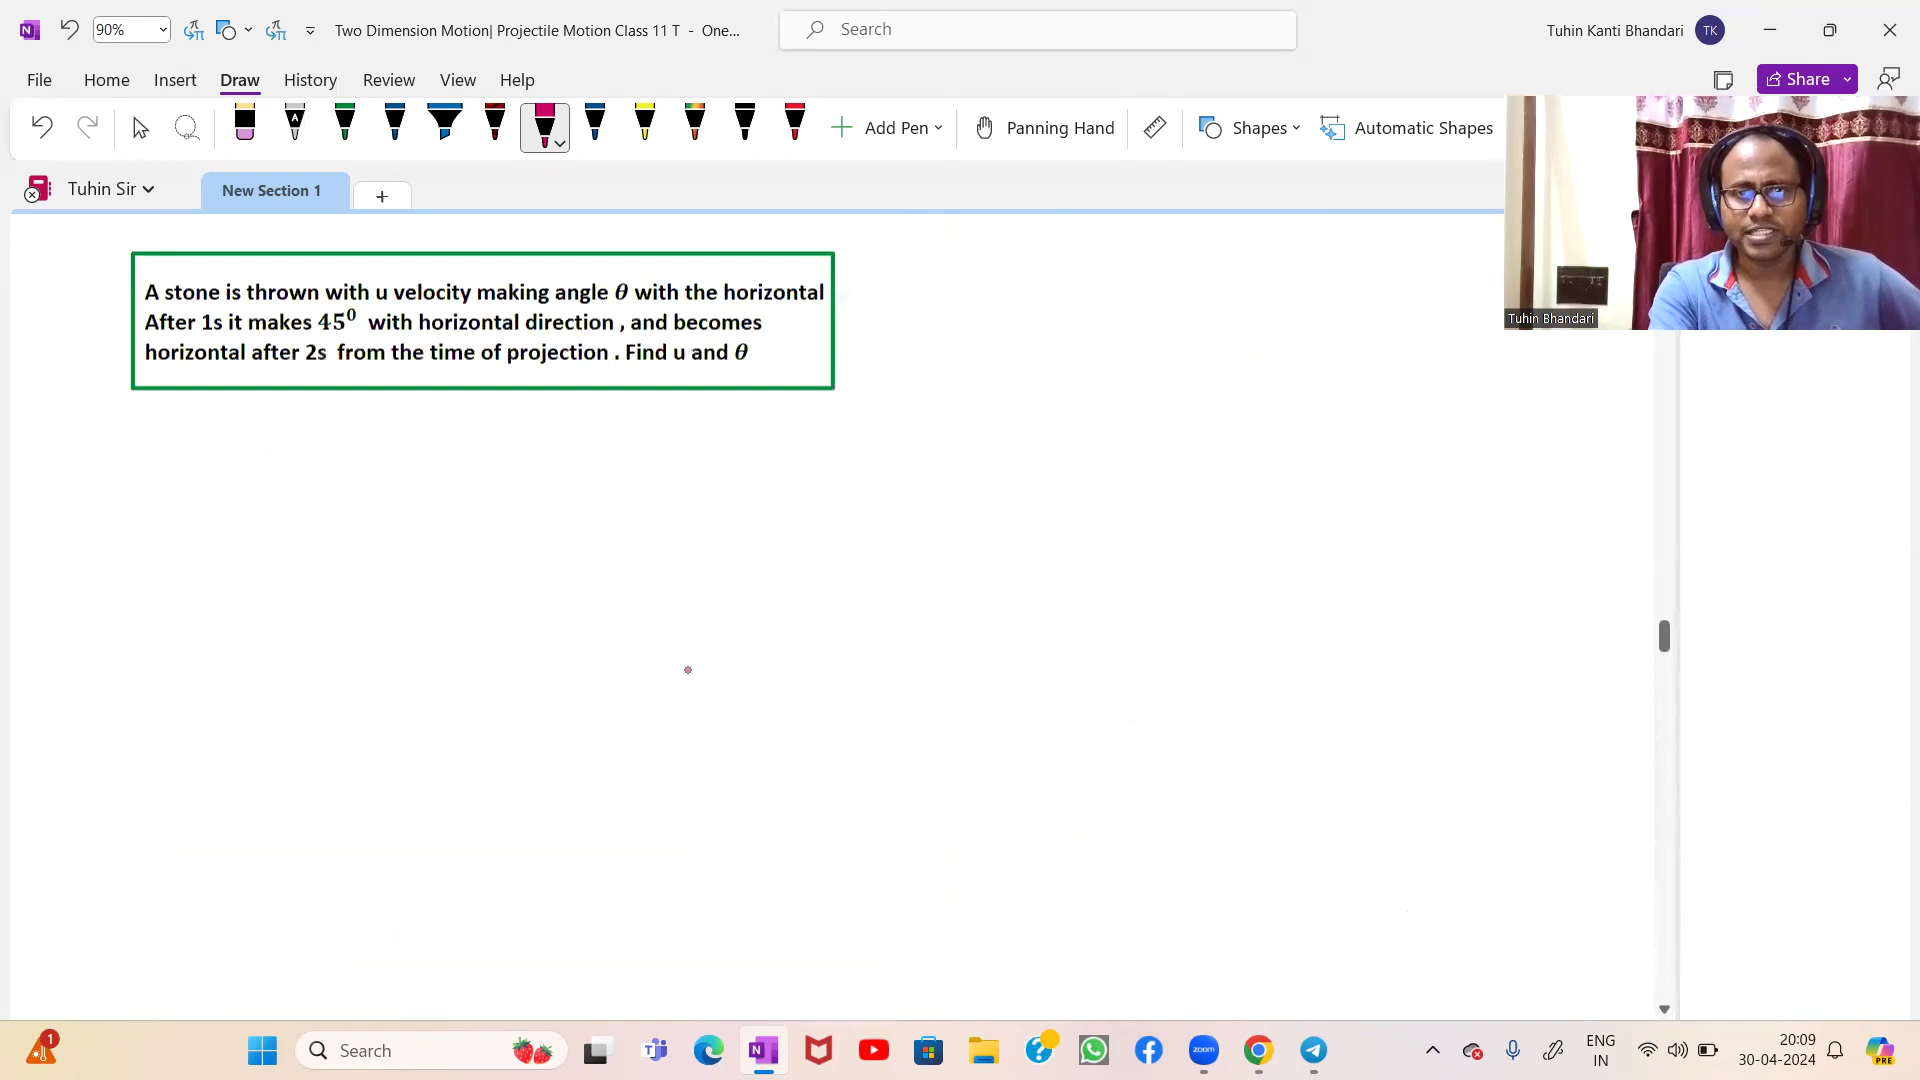 90%
Two Dimension Motion| Projectile Motion Class 11 T - One...
Search
Tuhin Kanti Bhandari
TK
File
Home
Insert
Draw
History
Review
View
Help
Share
A
Add Pen
Panning Hand
Shapes
Automatic Shapes
Tuhin Sir
New Section 1
+
A stone is thrown with u velocity making angle θ with the horizontal
After 1s it makes 45⁰ with horizontal direction , and becomes
horizontal after 2s from the time of projection . Find u and θ
Tuhin Bhandari
1
Search
zoom
ENG
IN
20:09
30-04-2024
PRE